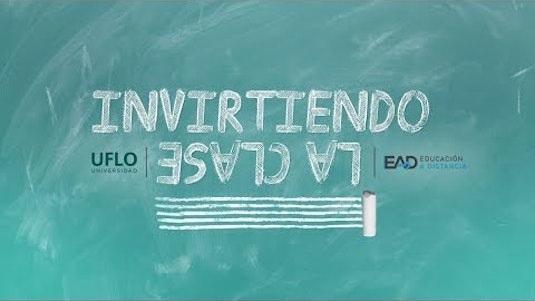 INVIRTIENDO
LA CLASE
UFLO
UNIVERSIDAD
EAD
EDUCACIÓN
A DISTANCIA